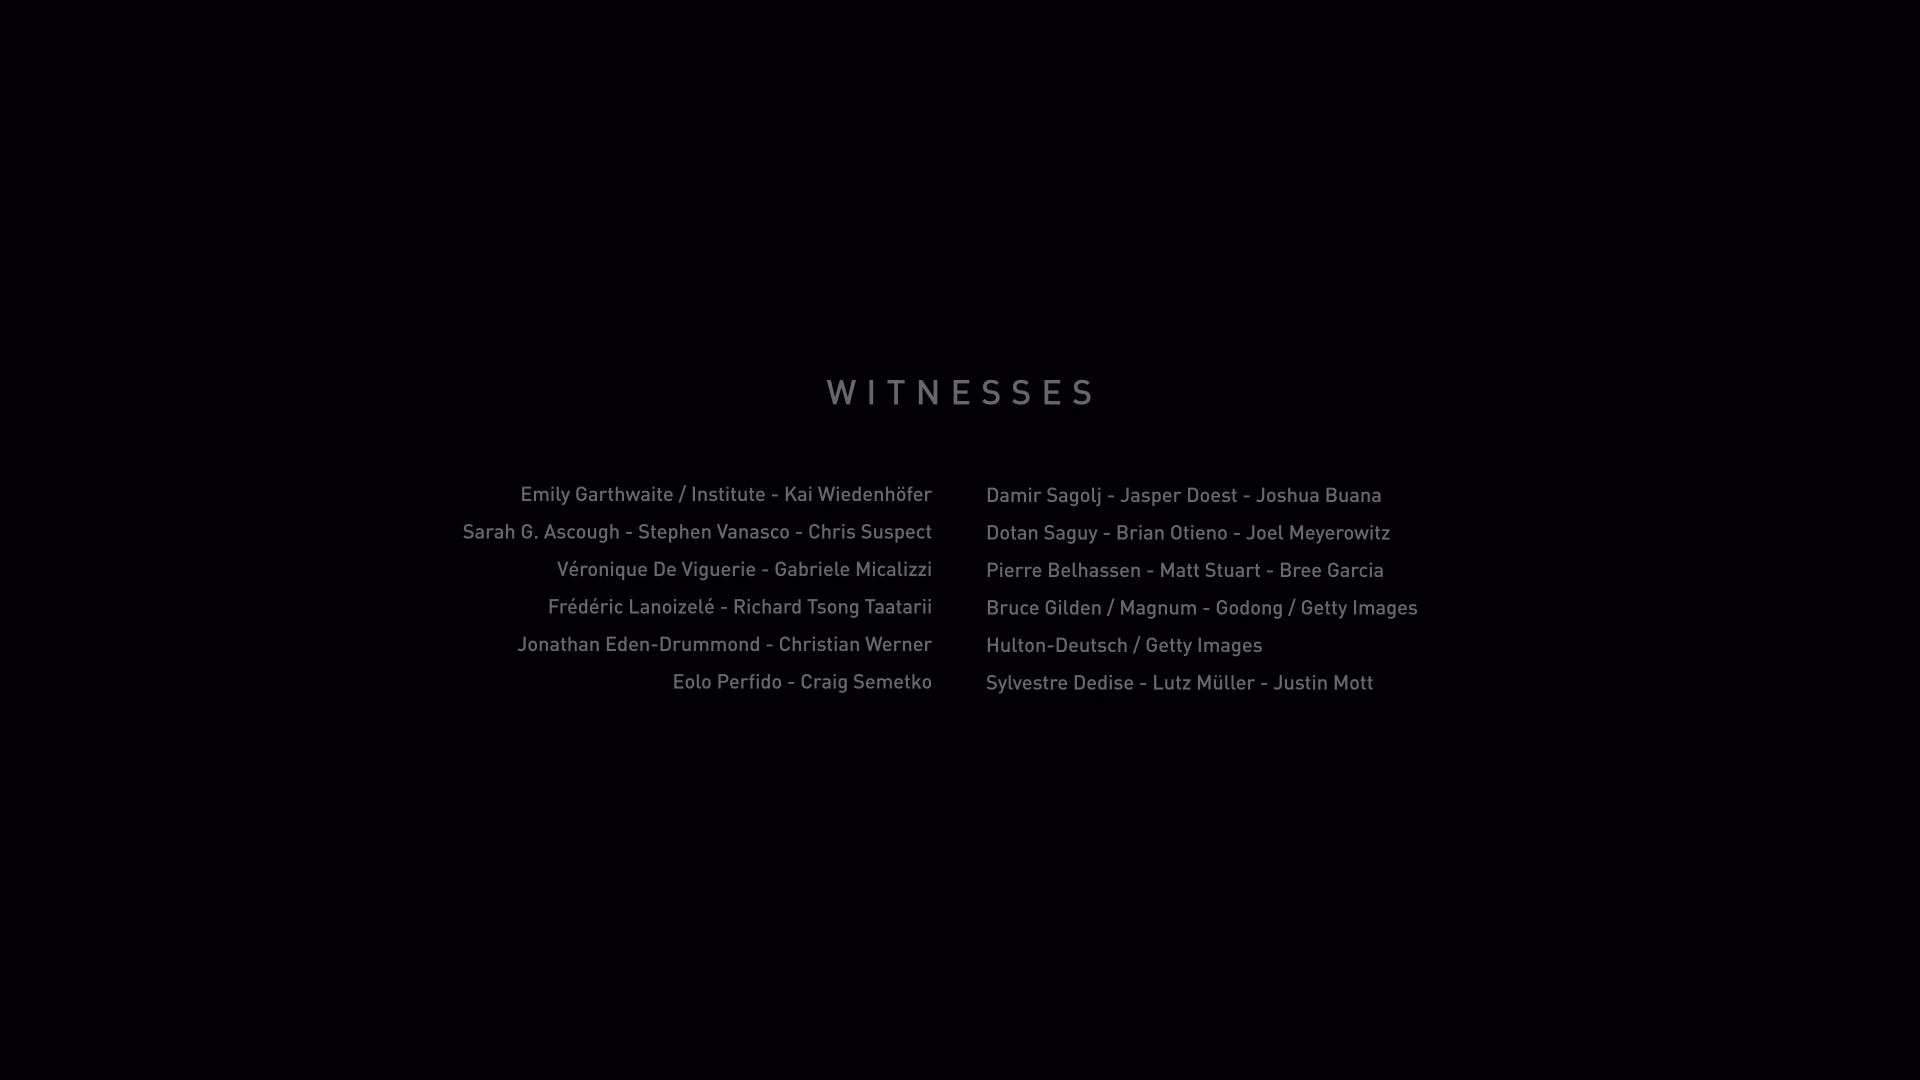 WITNESSES
Emily Garthwaite / Institute - Kai Wiedenhöfer
Sarah G. Ascough - Stephen Vanasco - Chris Suspect
Véronique De Viguerie - Gabriele Micalizzi
Frédéric Lanoizelé - Richard Tsong Taatarii
Jonathan Eden-Drummond - Christian Werner
Eolo Perfido - Craig Semetko
Damir Sagolj - Jasper Doest - Joshua Buana
Dotan Saguy - Brian Otieno - Joel Meyerowitz
Pierre Belhassen - Matt Stuart - Bree Garcia
Bruce Gilden / Magnum - Godong / Getty Images
Hulton-Deutsch / Getty Images
Sylvestre Dedise - Lutz Müller - Justin Mott